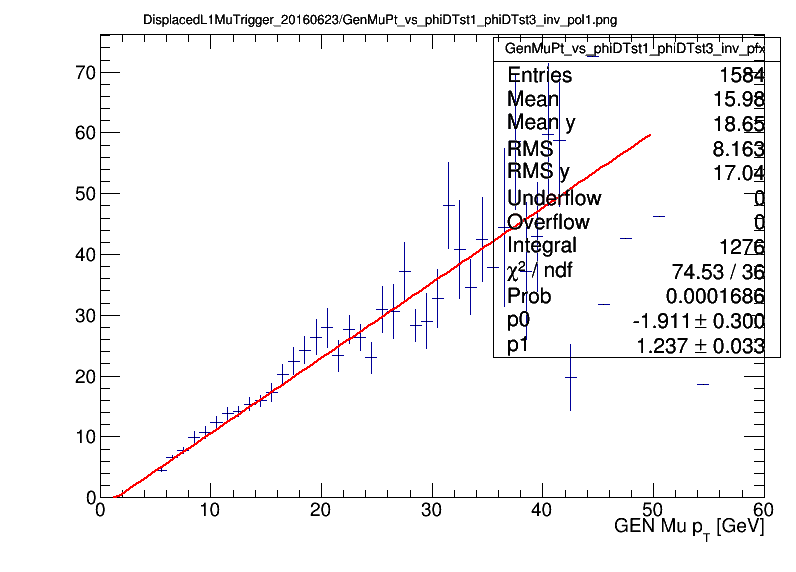 DisplacedL1MuTrigger_20160623/GenMuPt_vs_phiDTst1_phiDTst3_inv_pol1.png
GenMuPt_vs_phiDTst1_phiDTst3_inv_pfx
Entries 1584
Mean 15.98
Mean y 18.65
RMS 8.163
RMS y 17.04
Underflow 0
Overflow 0
Integral 1276
χ² / ndf 74.53 / 36
Prob 0.0001686
p0 -1.911 ± 0.300
p1 1.237 ± 0.033
70
60
50
40
30
20
10
0
0 10 20 30 40 50 60
GEN Mu p_T [GeV]